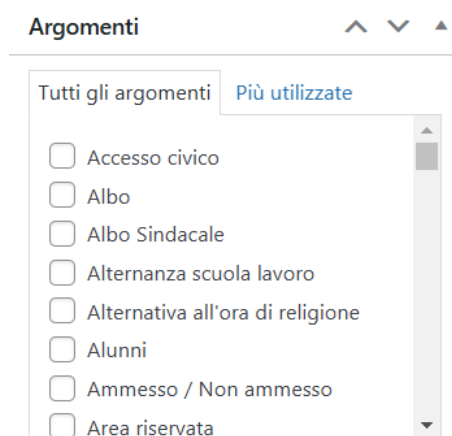 Argomenti
Tutti gli argomenti Più utilizzate
Accesso civico
Albo
Albo Sindacale
Alternanza scuola lavoro
Alternativa all'ora di religione
Alunni
Ammesso / Non ammesso
Area riservata